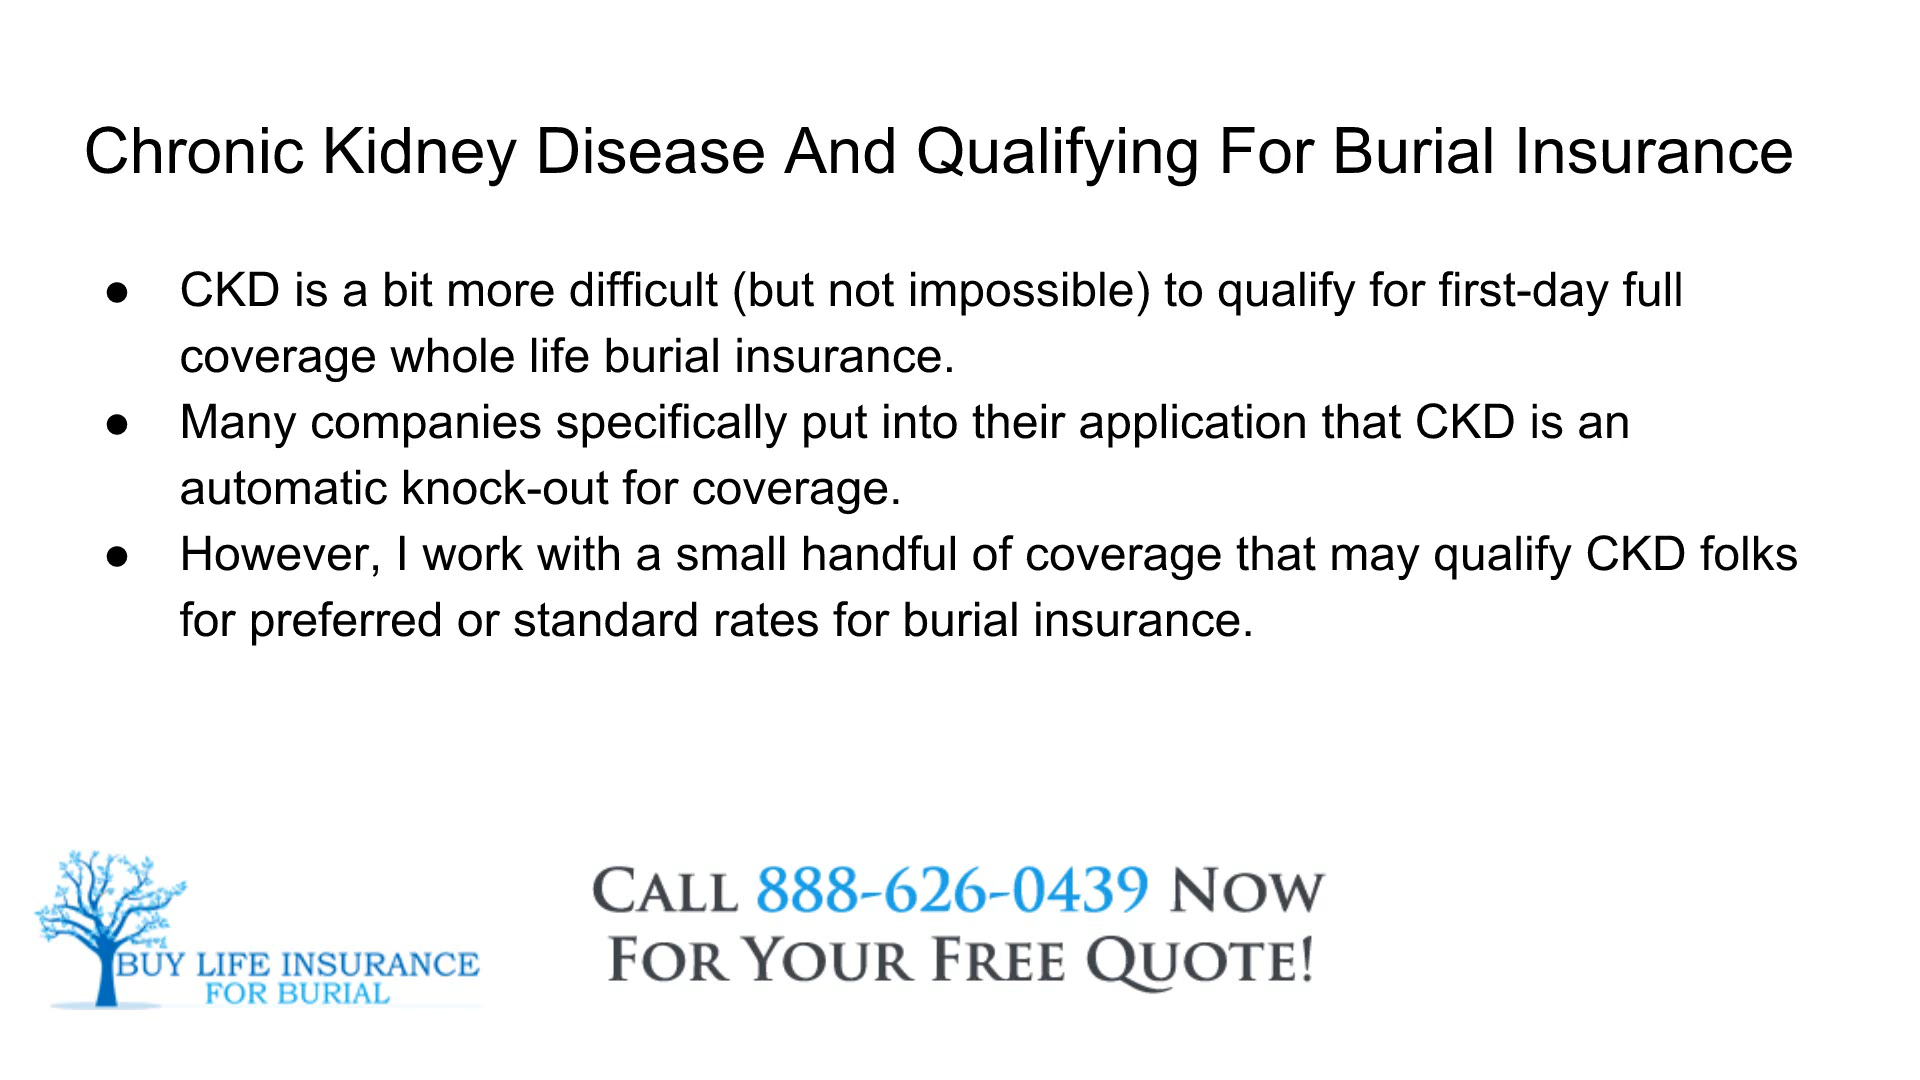 Chronic Kidney Disease And Qualifying For Burial Insurance
● CKD is a bit more difficult (but not impossible) to qualify for first-day full
coverage whole life burial insurance.
● Many companies specifically put into their application that CKD is an
automatic knock-out for coverage.
● However, I work with a small handful of coverage that may qualify CKD folks
for preferred or standard rates for burial insurance.
BUY LIFE INSURANCE
FOR BURIAL
CALL 888-626-0439 NOW
FOR YOUR FREE QUOTE!